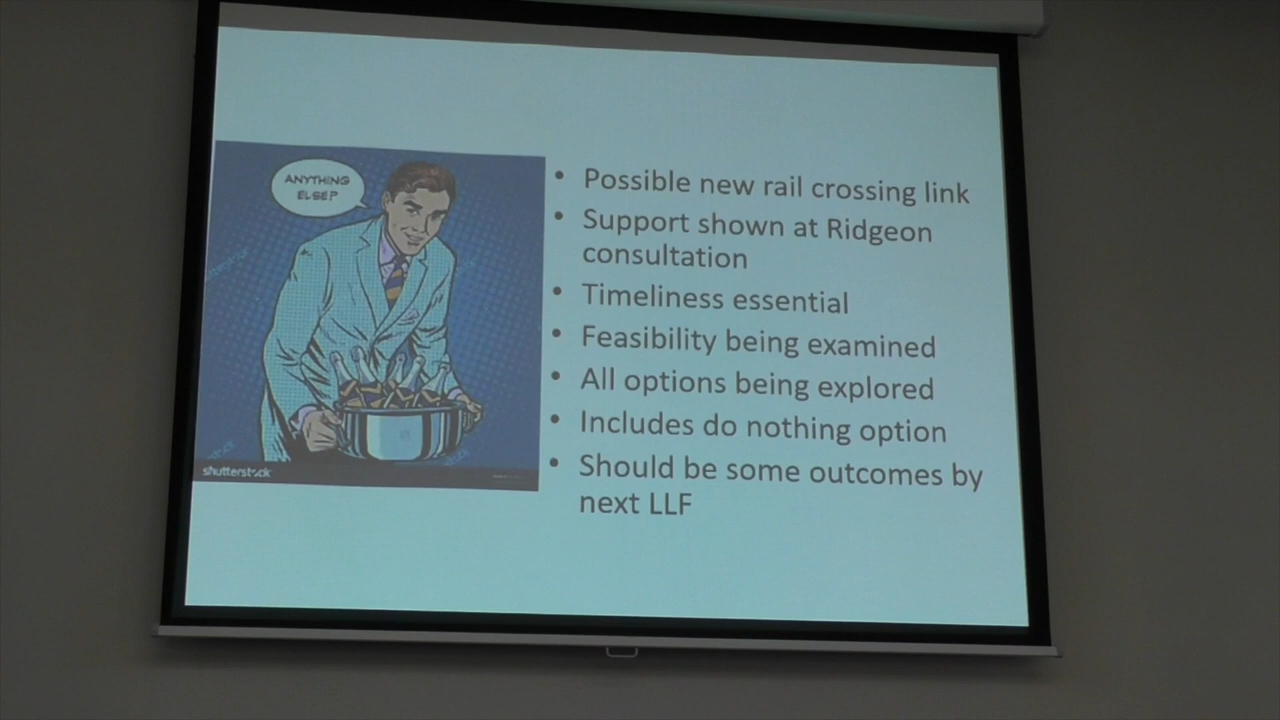 ANYTHING
ELSE?
• Possible new rail crossing link
• Support shown at Ridgeon
consultation
• Timeliness essential
• Feasibility being examined
• All options being explored
• Includes do nothing option
• Should be some outcomes by
next LLF
shutterstock